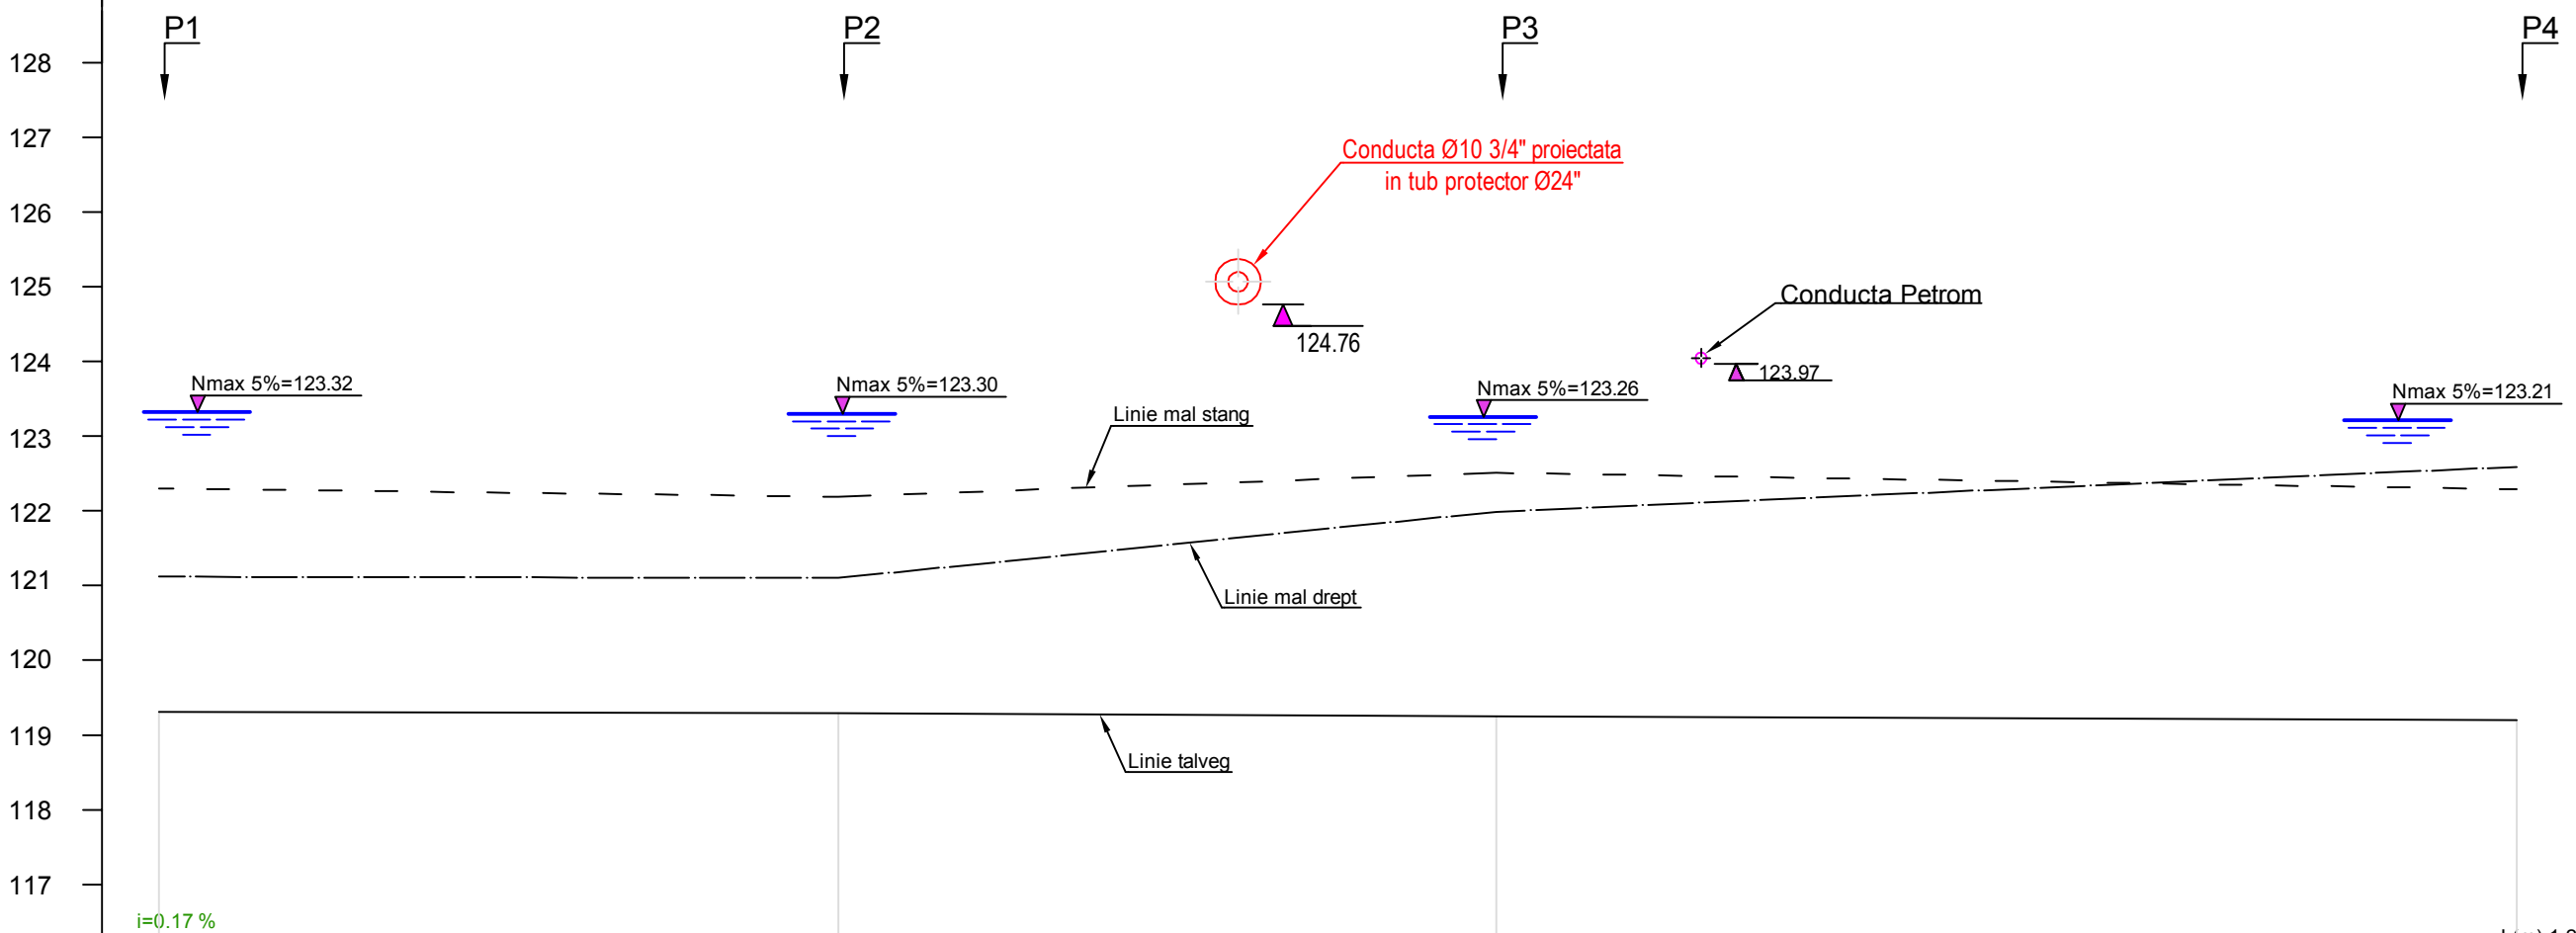 P1
P2
P3
P4
128
127
Conducta Ø10 3/4" proiectata
in tub protector Ø24"
126
125
Conducta Petrom
124.76
124
123.97
Nmax 5%=123.32
Nmax 5%=123.30
Nmax 5%=123.26
Nmax 5%=123.21
Linie mal stang
123
122
121
Linie mal drept
120
119
Linie talveg
118
117
i=0.17 %